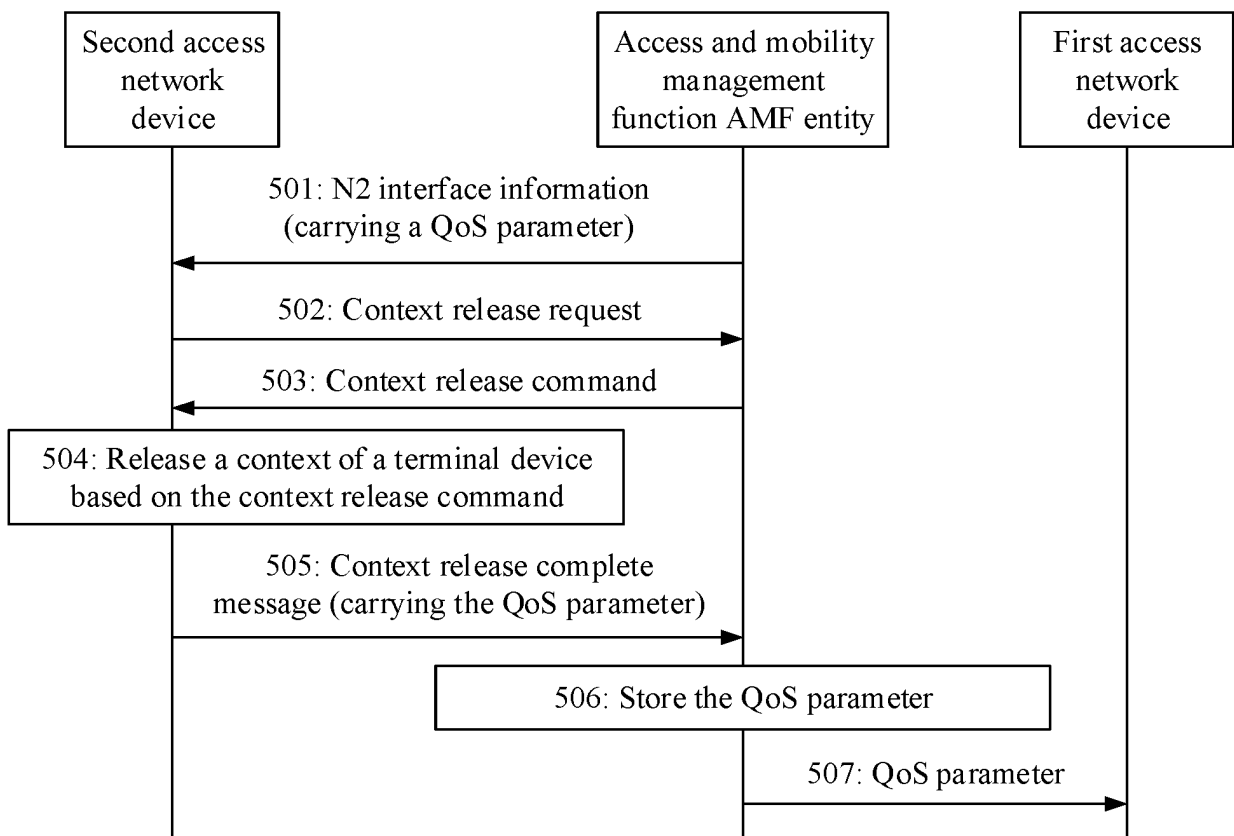 Second access
network
device
Access and mobility
management
function AMF entity
First access
network
device
501: N2 interface information
(carrying a QoS parameter)
502: Context release request
503: Context release command
504: Release a context of a terminal device
based on the context release command
505: Context release complete
message (carrying the QoS parameter)
506: Store the QoS parameter
507: QoS parameter